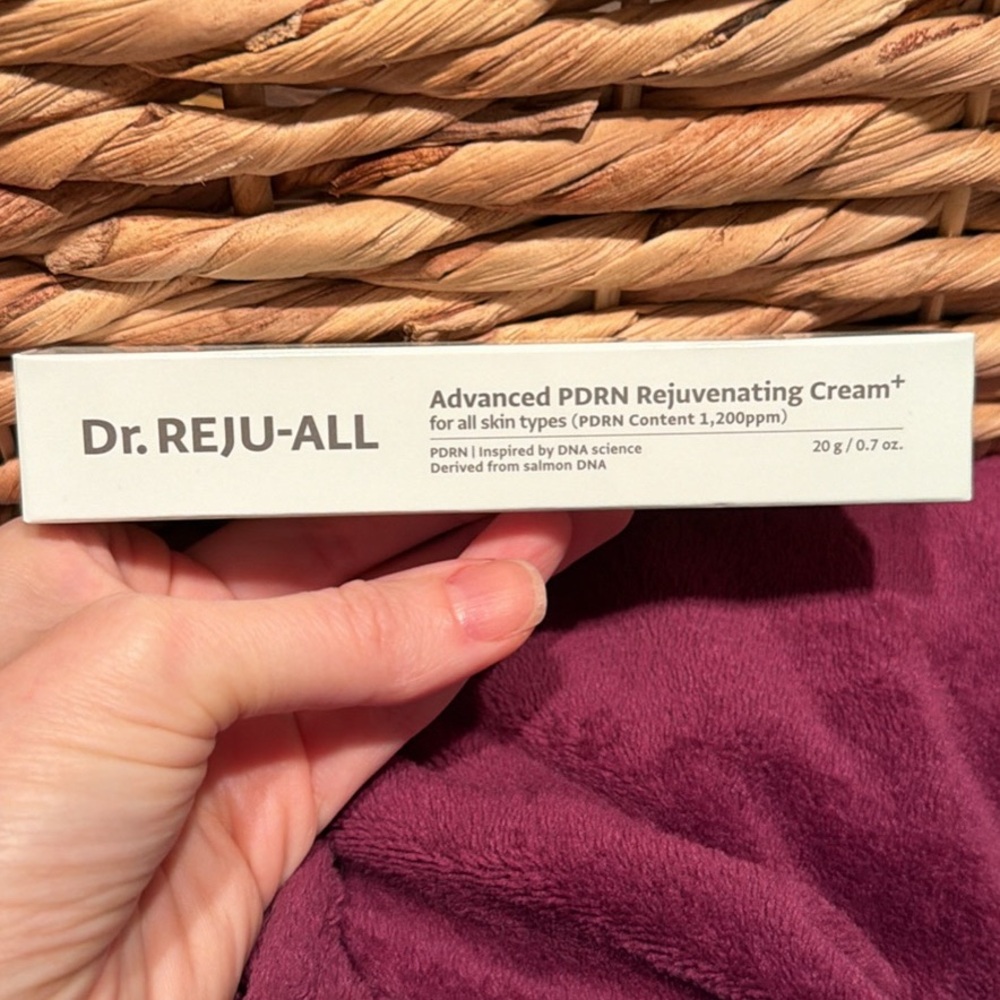 Dr. REJU-ALL
Advanced PDRN Rejuvenating Cream+
for all skin types (PDRN Content 1,200ppm)
PDRN | Inspired by DNA science
Derived from salmon DNA
20 g / 0.7 oz.